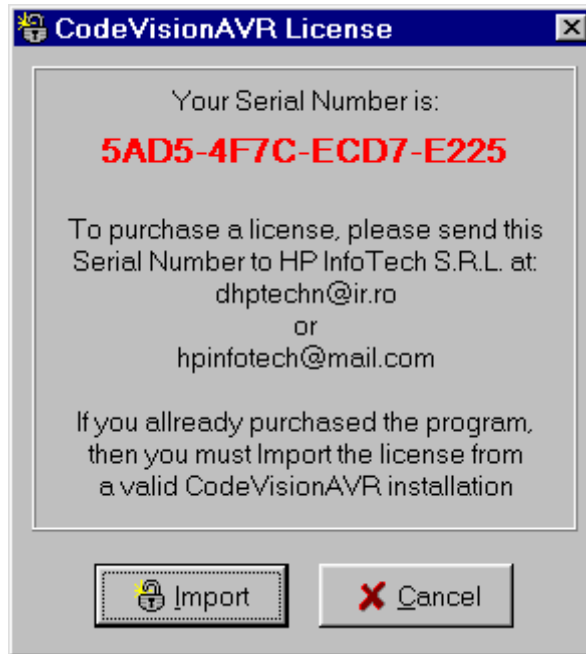 CodeVisionAVR License
Your Serial Number is:
5AD5-4F7C-ECD7-E225
To purchase a license, please send this
Serial Number to HP InfoTech S.R.L. at:
dhptechn@ir.ro
or
hpinfotech@mail.com
If you allready purchased the program,
then you must Import the license from
a valid CodeVisionAVR installation
Import
Cancel